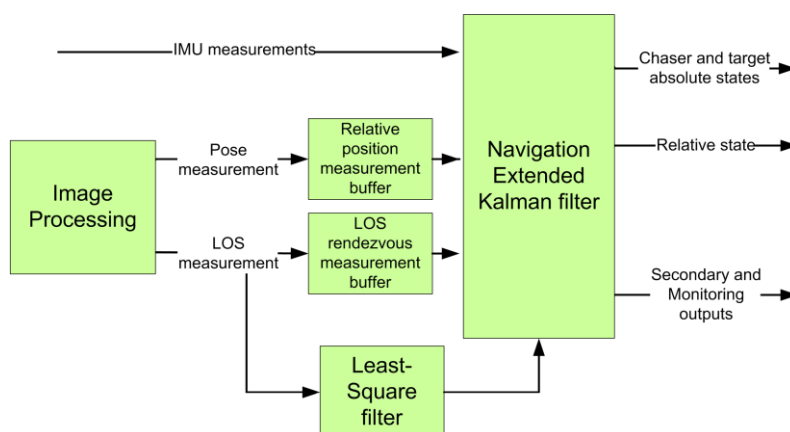 IMU measurements
Chaser and target
absolute states
Pose
measurement
Relative
position
measurement
buffer
Relative state
Image
Processing
Navigation
Extended
Kalman filter
LOS
measurement
LOS
rendezvous
measurement
buffer
Secondary and
Monitoring
outputs
Least-
Square
filter